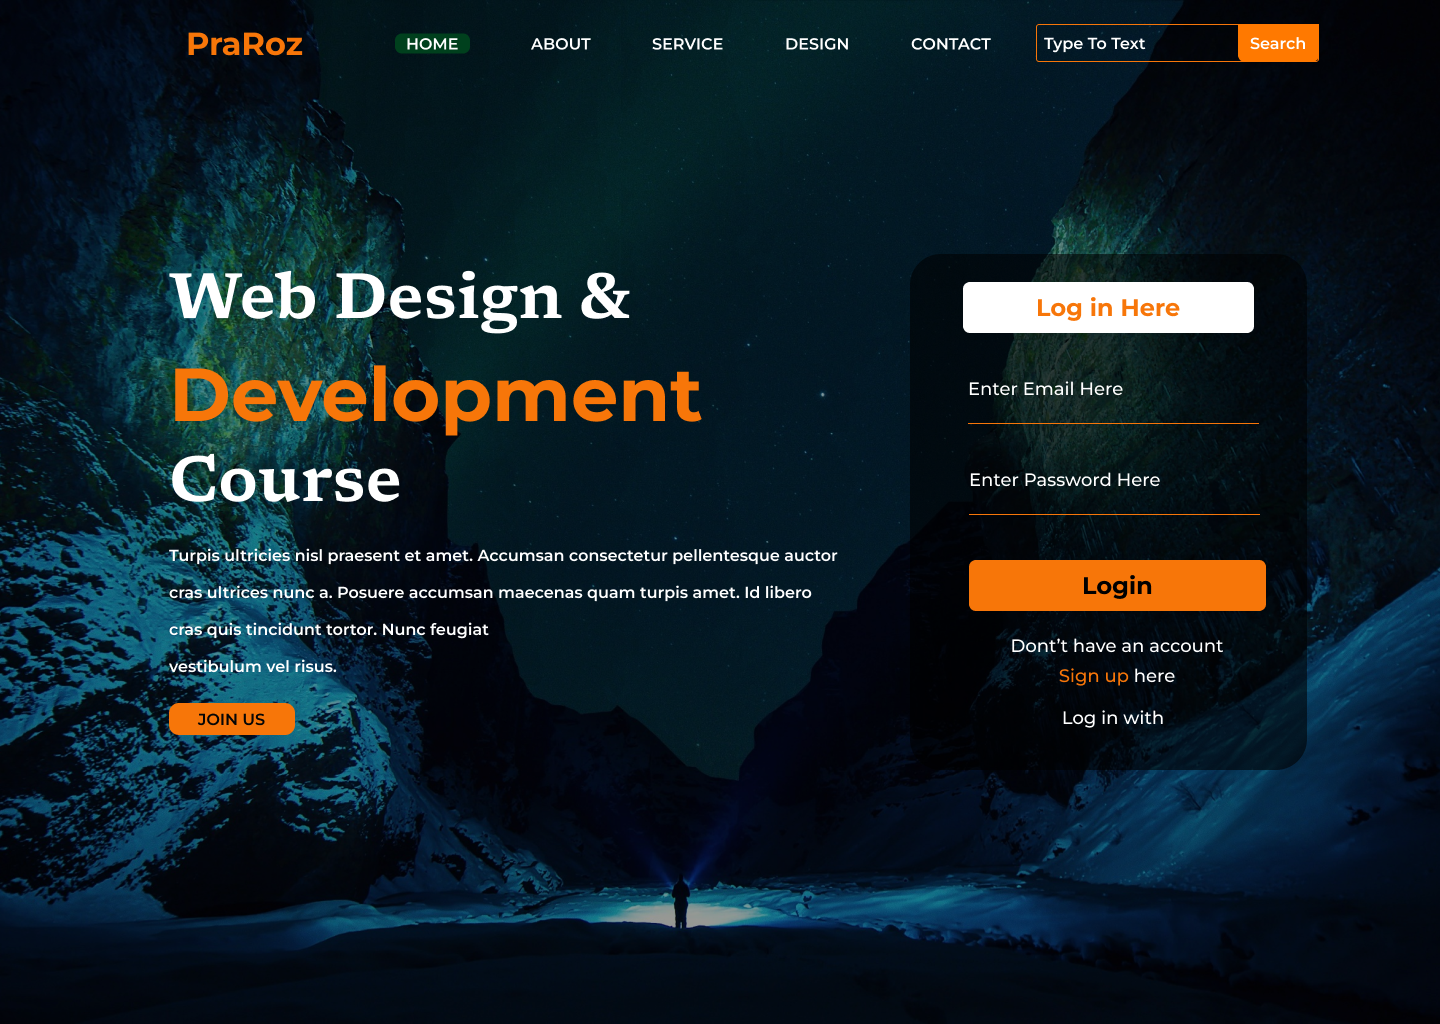 PraRoz
HOME
ABOUT
SERVICE
DESIGN
CONTACT
Type To Text
Search
Web Design &
Development
Course
Turpis ultricies nisl praesent et amet. Accumsan consectetur pellentesque auctor
cras ultrices nunc a. Posuere accumsan maecenas quam turpis amet. Id libero
cras quis tincidunt tortor. Nunc feugiat
vestibulum vel risus.
JOIN US
Log in Here
Enter Email Here
Enter Password Here
Login
Dont’t have an account
Sign up here
Log in with